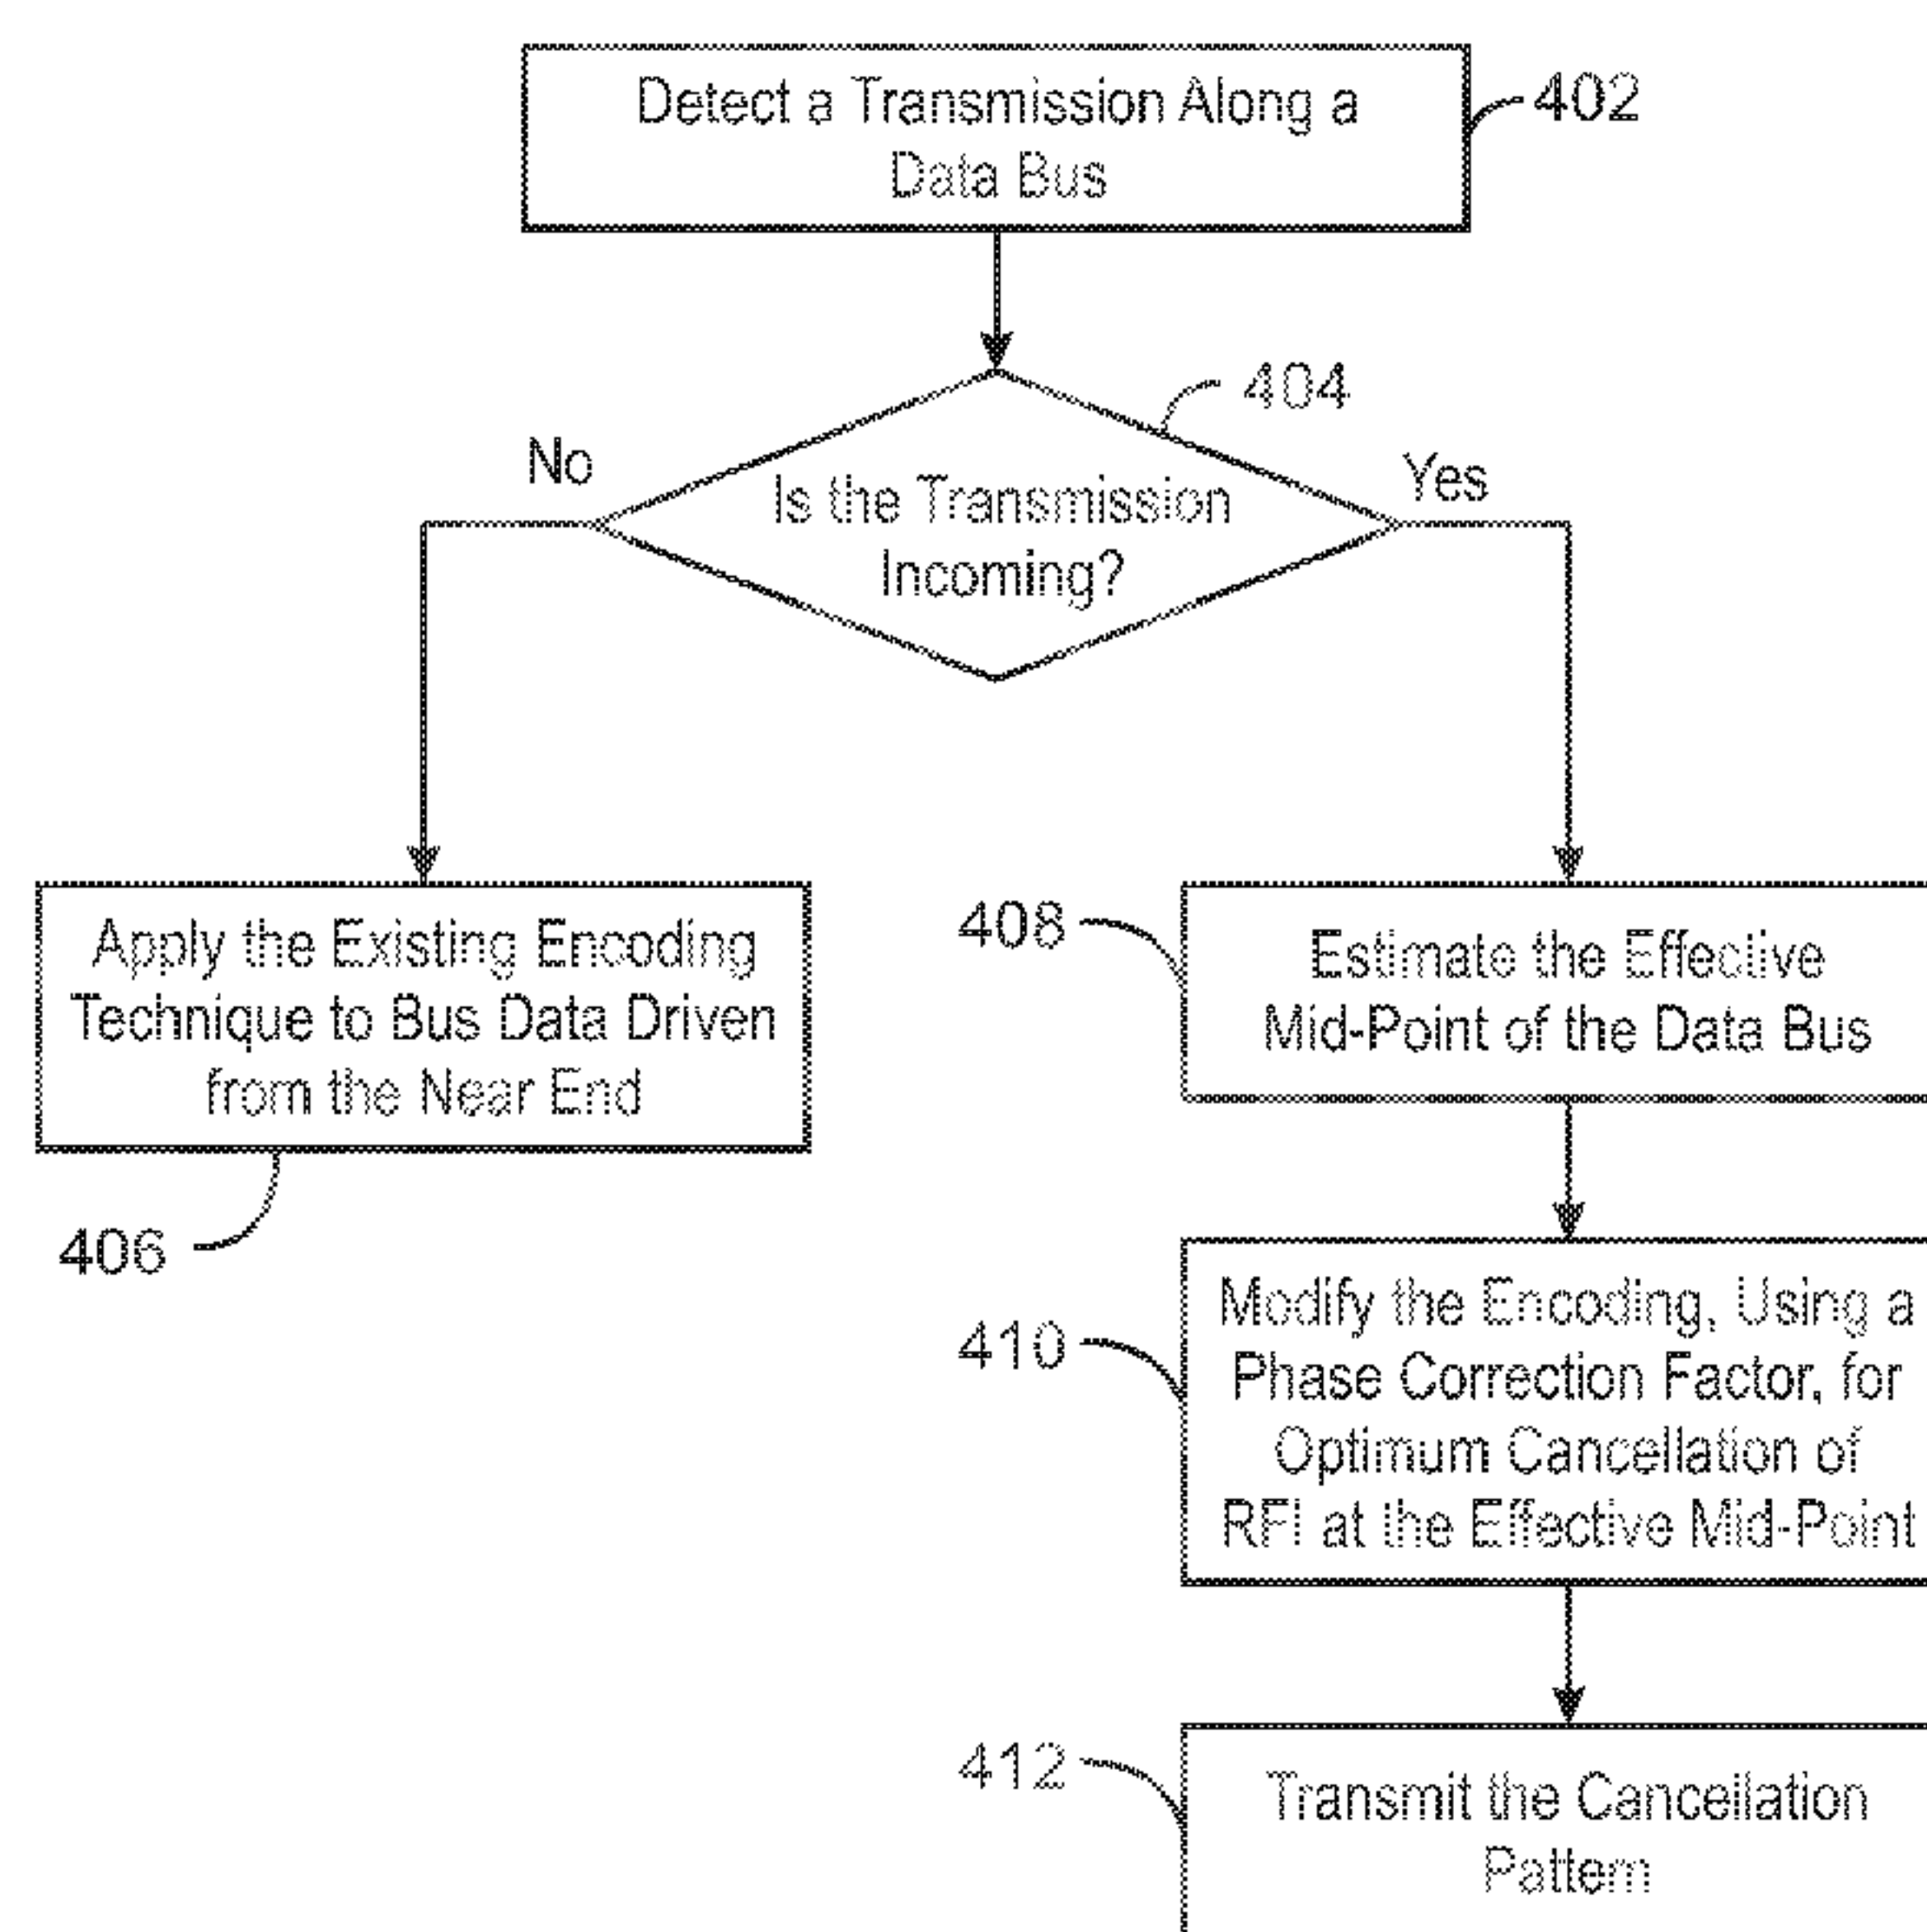 Detect a Transmission Along a
Data Bus
402
404
No
Yes
Is the Transmission
Incoming?
Apply the Existing Encoding
Technique to Bus Data Driven
from the Near End
406
408
Estimate the Effective
Mid-Point of the Data Bus
410
Modify the Encoding, Using a
Phase Correction Factor, for
Optimum Cancellation of
RFI at the Effective Mid-Point
412
Transmit the Cancellation
Pattern